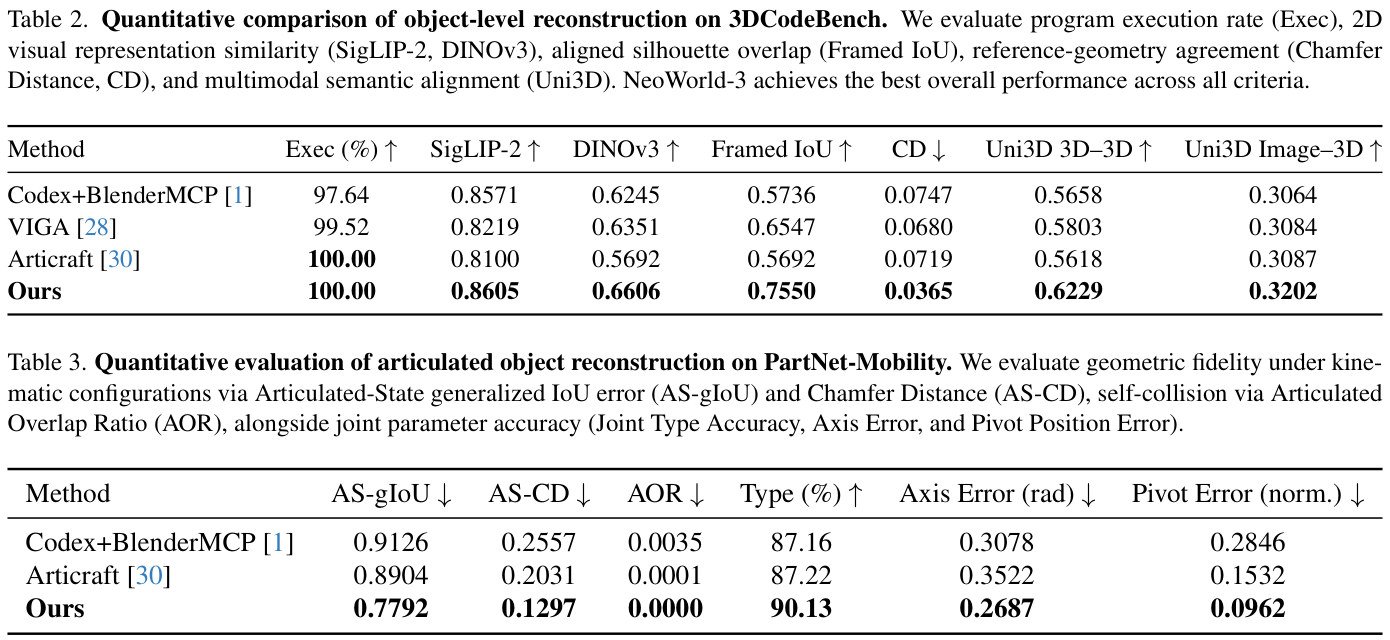 Table 2. Quantitative comparison of object-level reconstruction on 3DCodeBench. We evaluate program execution rate (Exec), 2D
visual representation similarity (SigLIP-2, DINOv3), aligned silhouette overlap (Framed IoU), reference-geometry agreement (Chamfer
Distance, CD), and multimodal semantic alignment (Uni3D). NeoWorld-3 achieves the best overall performance across all criteria.
Method Exec (%) ↑ SigLIP-2 ↑ DINOv3 ↑ Framed IoU ↑ CD ↓ Uni3D 3D–3D ↑ Uni3D Image–3D ↑
Codex+BlenderMCP [1] 97.64 0.8571 0.6245 0.5736 0.0747 0.5658 0.3064
VIGA [28] 99.52 0.8219 0.6351 0.6547 0.0680 0.5803 0.3084
Articraft [30] 100.00 0.8100 0.5692 0.5692 0.0719 0.5618 0.3087
Ours 100.00 0.8605 0.6606 0.7550 0.0365 0.6229 0.3202
Table 3. Quantitative evaluation of articulated object reconstruction on PartNet-Mobility. We evaluate geometric fidelity under kine-
matic configurations via Articulated-State generalized IoU error (AS-gIoU) and Chamfer Distance (AS-CD), self-collision via Articulated
Overlap Ratio (AOR), alongside joint parameter accuracy (Joint Type Accuracy, Axis Error, and Pivot Position Error).
Method AS-gIoU ↓ AS-CD ↓ AOR ↓ Type (%) ↑ Axis Error (rad) ↓ Pivot Error (norm.) ↓
Codex+BlenderMCP [1] 0.9126 0.2557 0.0035 87.16 0.3078 0.2846
Articraft [30] 0.8904 0.2031 0.0001 87.22 0.3522 0.1532
Ours 0.7792 0.1297 0.0000 90.13 0.2687 0.0962